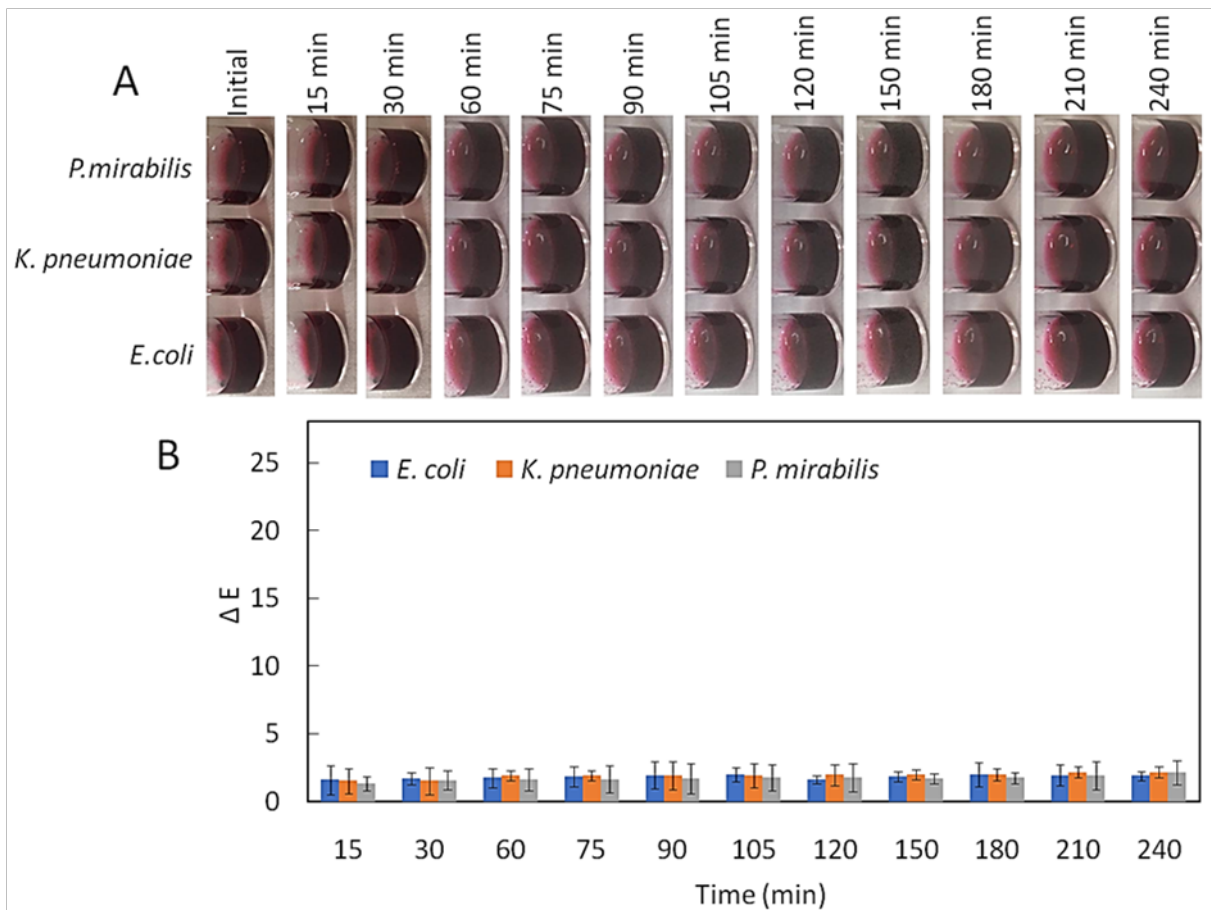 A
Initial
15 min
30 min
60 min
75 min
90 min
105 min
120 min
150 min
180 min
210 min
240 min
P.mirabilis
K. pneumoniae
E.coli
B
E. coli K. pneumoniae P. mirabilis
25
20
15
10
5
0
Δ E
15 30 60 75 90 105 120 150 180 210 240
Time (min)